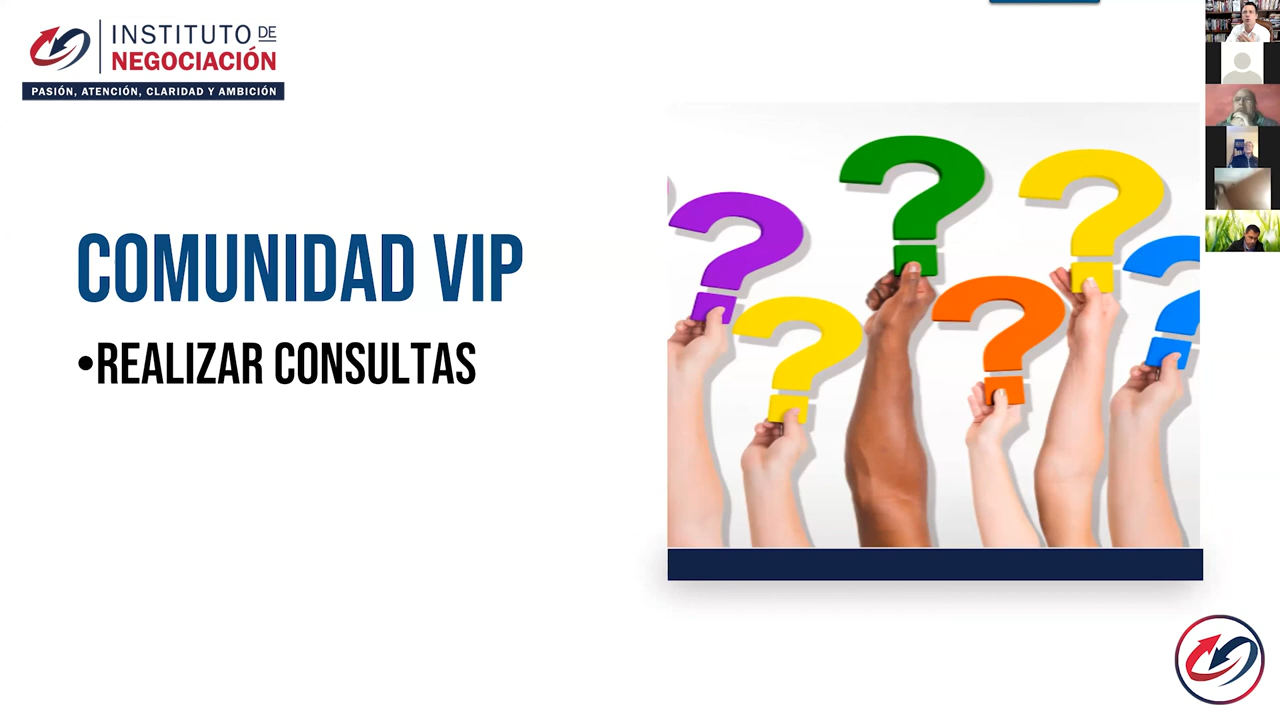 INSTITUTO DE
NEGOCIACIÓN
PASIÓN, ATENCIÓN, CLARIDAD Y AMBICIÓN
COMUNIDAD VIP
•REALIZAR CONSULTAS